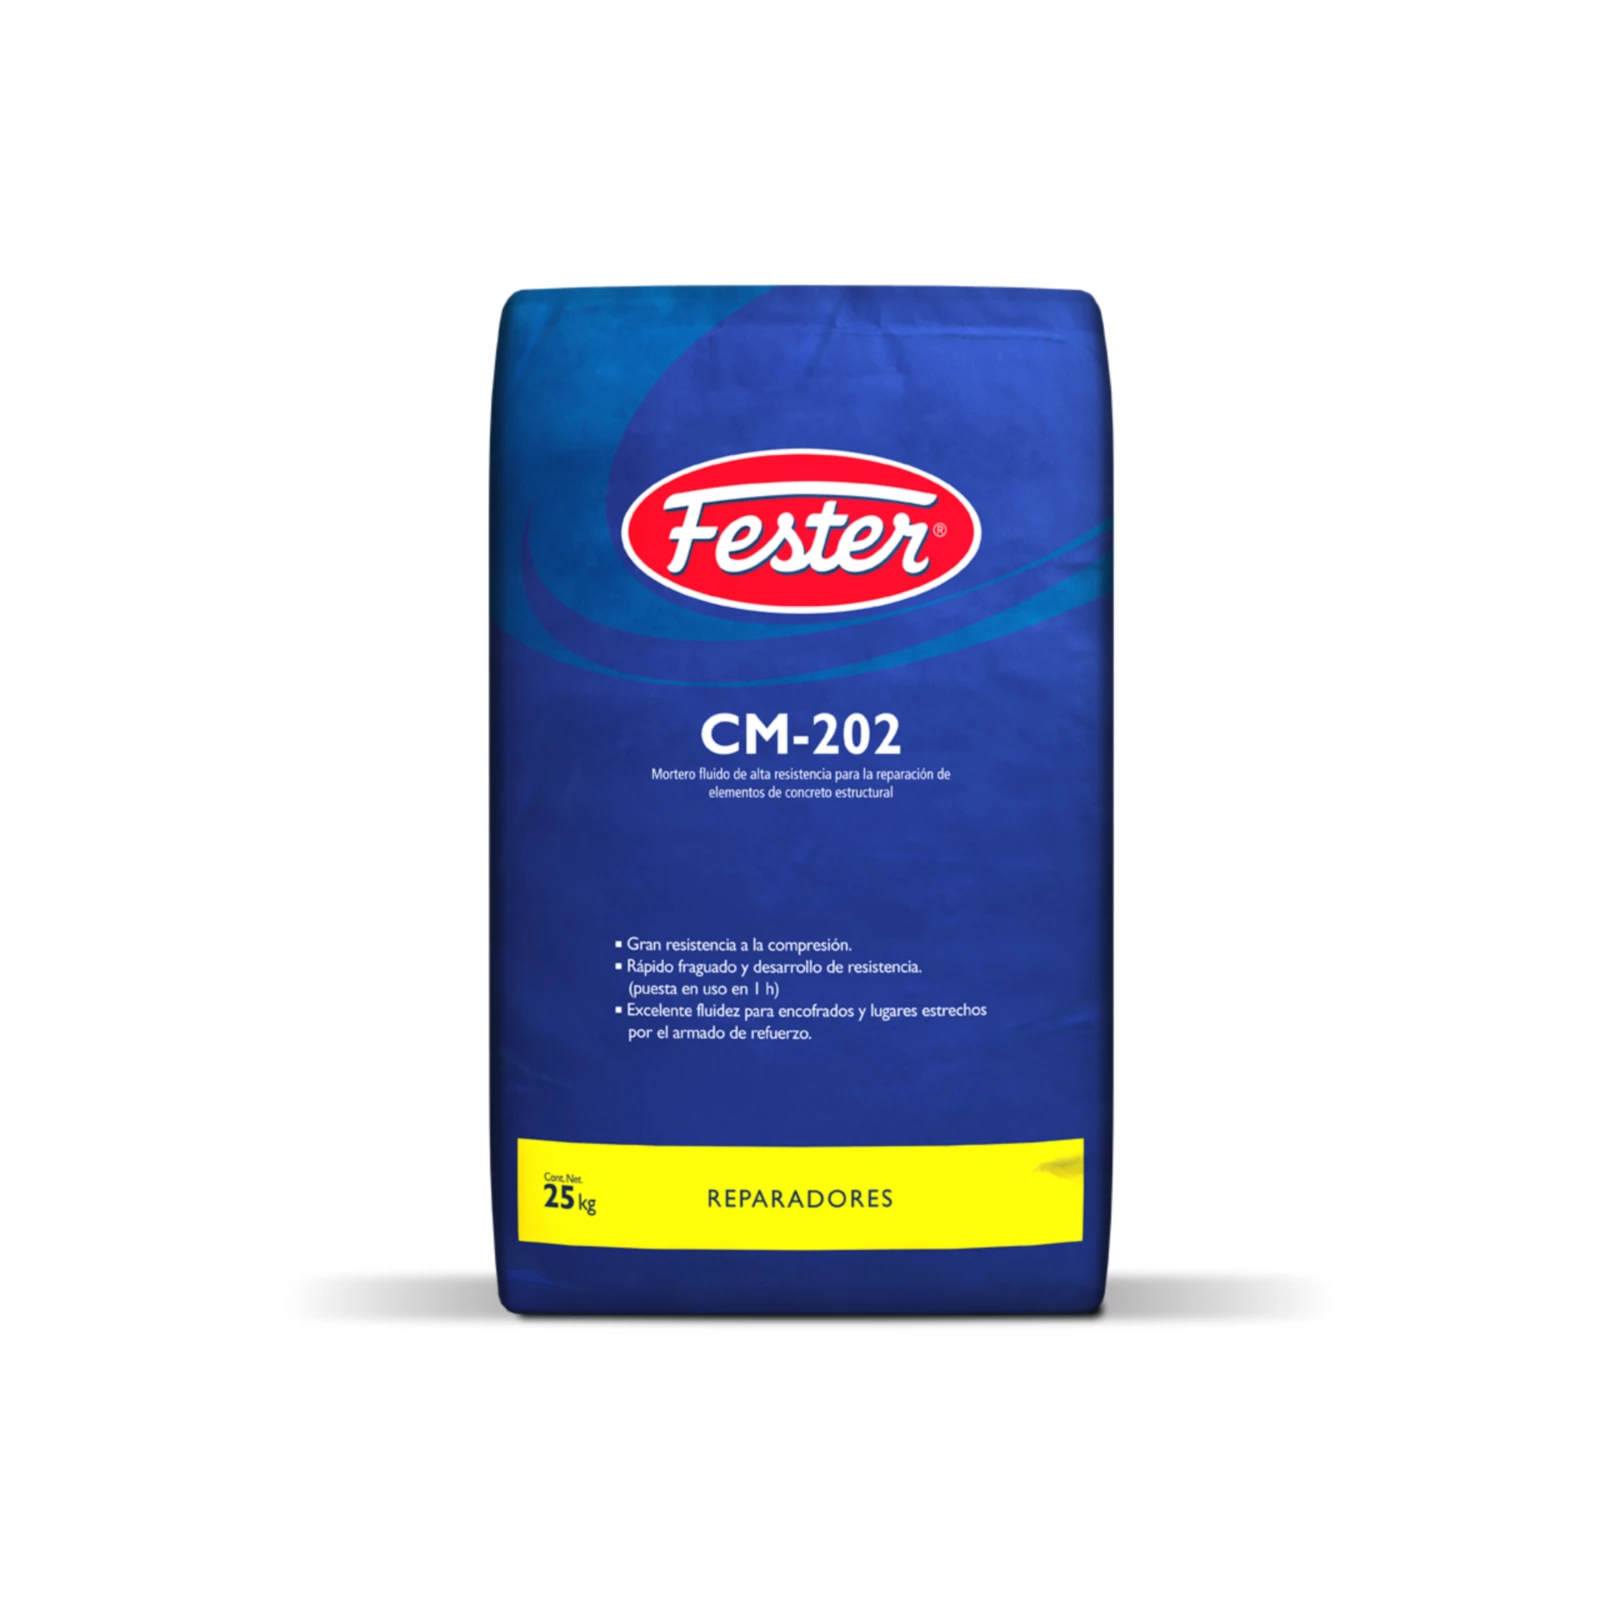 Fester®
CM-202
Mortero fluido de alta resistencia para la reparación de
elementos de concreto estructural
▪ Gran resistencia a la compresión.
▪ Rápido fraguado y desarrollo de resistencia.
(puesta en uso en 1 h)
▪ Excelente fluidez para encofrados y lugares estrechos
por el armado de refuerzo.
Cont. Net.
25 kg
REPARADORES